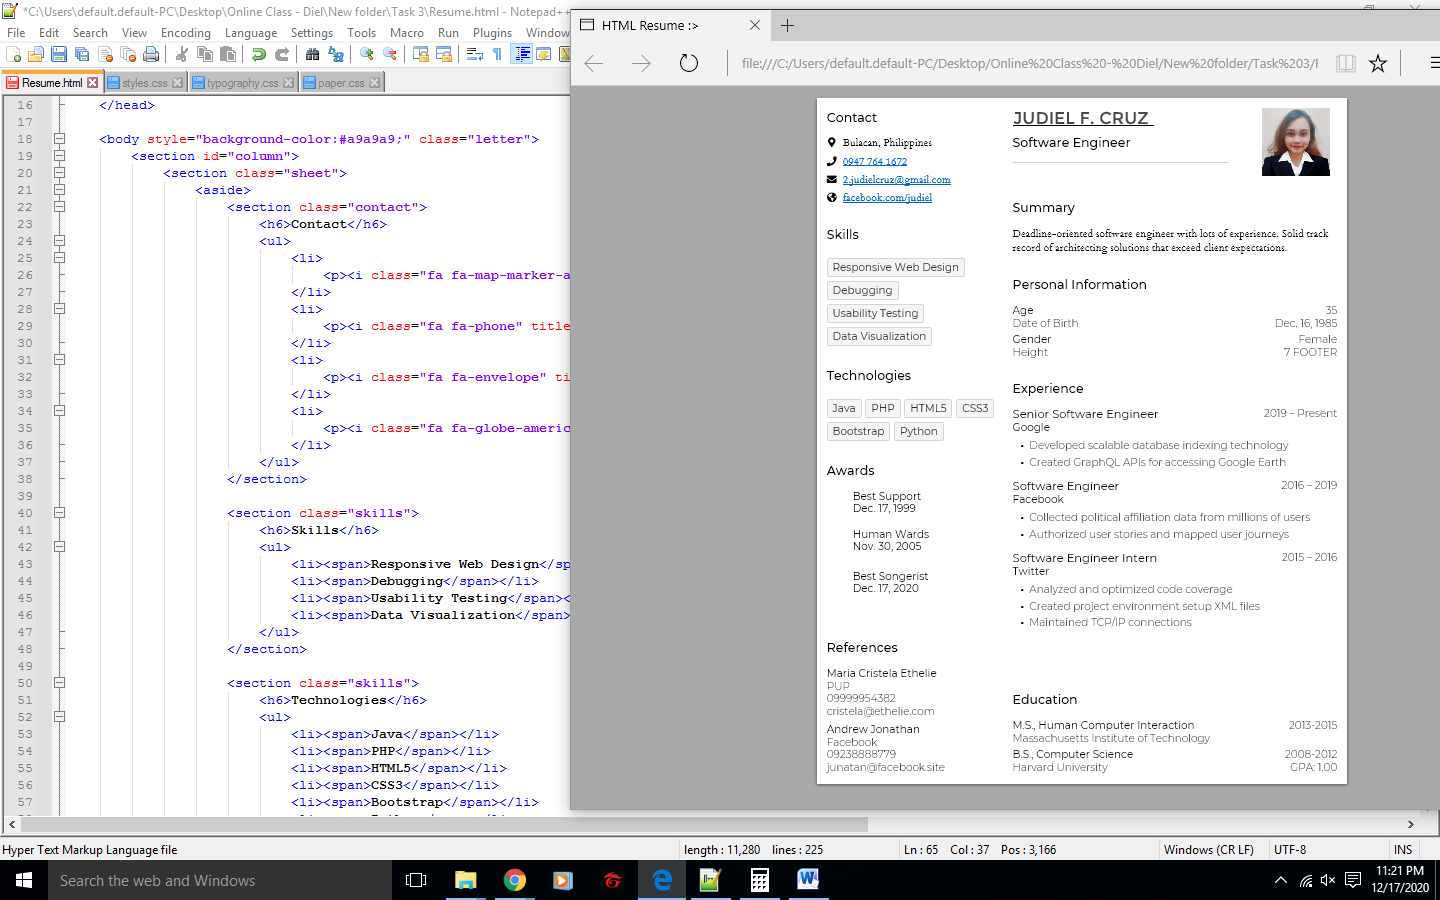 *C:\Users\default.default-PC\Desktop\Online Class - Diel\New folder\Task 3\Resume.html - Notepad++
File Edit Search View Encoding Language Settings Tools Macro Run Plugins Window
Resume.html styles.css typography.css paper.css
16 </head>
17
18 <body style="background-color:#a9a9a9;" class="letter">
19 <section id="column">
20 <section class="sheet">
21 <aside>
22 <section class="contact">
23 <h6>Contact</h6>
24 <ul>
25 <li>
26 <p><i class="fa fa-map-marker-a
27 </li>
28 <li>
29 <p><i class="fa fa-phone" title
30 </li>
31 <li>
32 <p><i class="fa fa-envelope" ti
33 </li>
34 <li>
35 <p><i class="fa fa-globe-americ
36 </li>
37 </ul>
38 </section>
39
40 <section class="skills">
41 <h6>Skills</h6>
42 <ul>
43 <li><span>Responsive Web Design</sp
44 <li><span>Debugging</span></li>
45 <li><span>Usability Testing</span><
46 <li><span>Data Visualization</span>
47 </ul>
48 </section>
49
50 <section class="skills">
51 <h6>Technologies</h6>
52 <ul>
53 <li><span>Java</span></li>
54 <li><span>PHP</span></li>
55 <li><span>HTML5</span></li>
56 <li><span>CSS3</span></li>
57 <li><span>Bootstrap</span></li>
HTML Resume :>
file:///C:/Users/default.default-PC/Desktop/Online%20Class%20-%20Diel/New%20folder/Task%203/F
Contact
Bulacan, Philippines
0947 764 1672
2.judielcruz@gmail.com
facebook.com/judiel
Skills
Responsive Web Design
Debugging
Usability Testing
Data Visualization
Technologies
Java PHP HTML5 CSS3
Bootstrap Python
Awards
Best Support
Dec. 17, 1999
Human Wards
Nov. 30, 2005
Best Songerist
Dec. 17, 2020
References
Maria Cristela Ethelie
PUP
09999954382
cristela@ethelie.com
Andrew Jonathan
Facebook
09238888779
junatan@facebook.site
JUDIEL F. CRUZ
Software Engineer
Summary
Deadline-oriented software engineer with lots of experience. Solid track
record of architecting solutions that exceed client expectations.
Personal Information
Age 35
Date of Birth Dec. 16, 1985
Gender Female
Height 7 FOOTER
Experience
Senior Software Engineer 2019 – Present
Google
• Developed scalable database indexing technology
• Created GraphQL APIs for accessing Google Earth
Software Engineer 2016 – 2019
Facebook
• Collected political affiliation data from millions of users
• Authorized user stories and mapped user journeys
Software Engineer Intern 2015 – 2016
Twitter
• Analyzed and optimized code coverage
• Created project environment setup XML files
• Maintained TCP/IP connections
Education
M.S., Human Computer Interaction 2013-2015
Massachusetts Institute of Technology
B.S., Computer Science 2008-2012
Harvard University GPA: 1.00
Hyper Text Markup Language file length : 11,280 lines : 225 Ln : 65 Col : 37 Pos : 3,166 Windows (CR LF) UTF-8 INS
Search the web and Windows
11:21 PM
12/17/2020